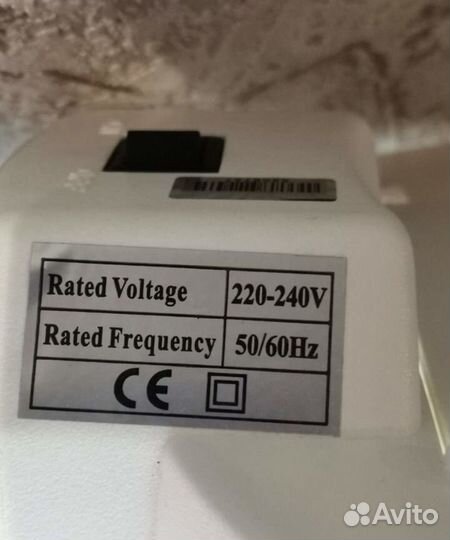 Rated Voltage 220-240V
Rated Frequency 50/60Hz
CE
Avito